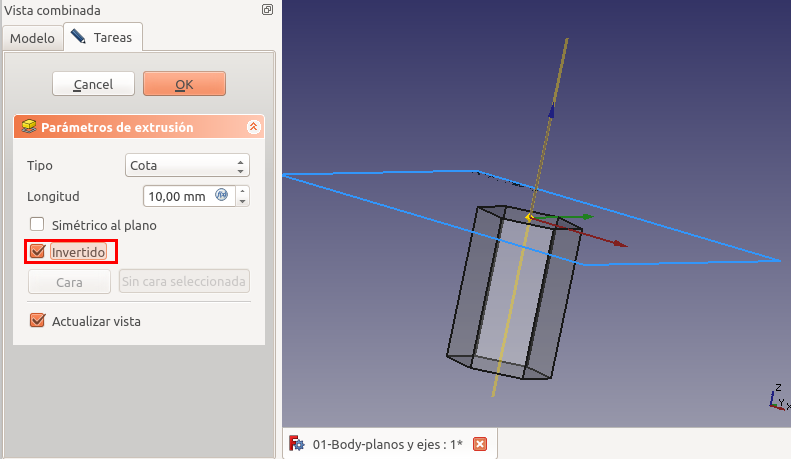 Vista combinada
Modelo
Tareas
Cancel
OK
Parámetros de extrusión
Tipo
Cota
Longitud
10,00 mm
f(x)
Simétrico al plano
Invertido
Cara
Sin cara seleccionada
Actualizar vista
Z
Y
X
01-Body-planos y ejes : 1*